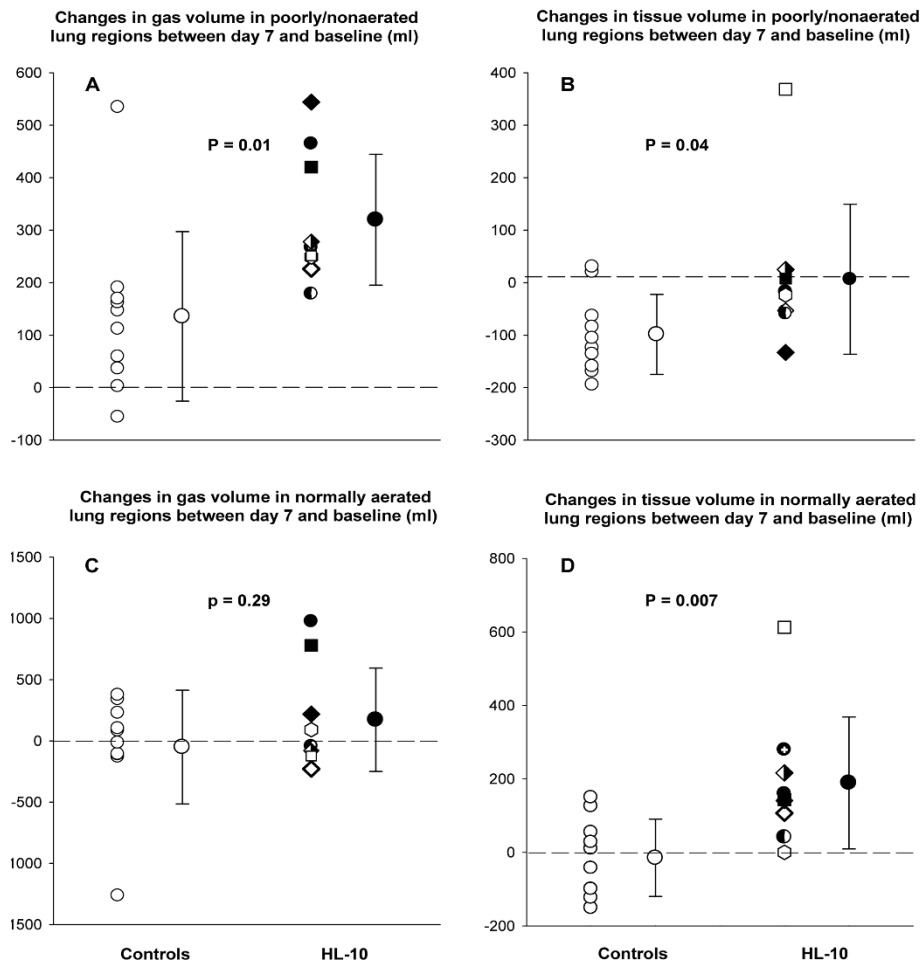 Changes in gas volume in poorly/nonaerated
lung regions between day 7 and baseline (ml)
600
500
400
300
200
100
0
-100
A
P = 0.01
Changes in tissue volume in poorly/nonaerated
lung regions between day 7 and baseline (ml)
400
300
200
100
0
-100
-200
-300
B
P = 0.04
Changes in gas volume in normally aerated
lung regions between day 7 and baseline (ml)
1500
1000
500
0
-500
1000
1500
C
p = 0.29
Controls
HL-10
Changes in tissue volume in normally aerated
lung regions between day 7 and baseline (ml)
800
600
400
200
0
-200
D
P = 0.007
Controls
HL-10